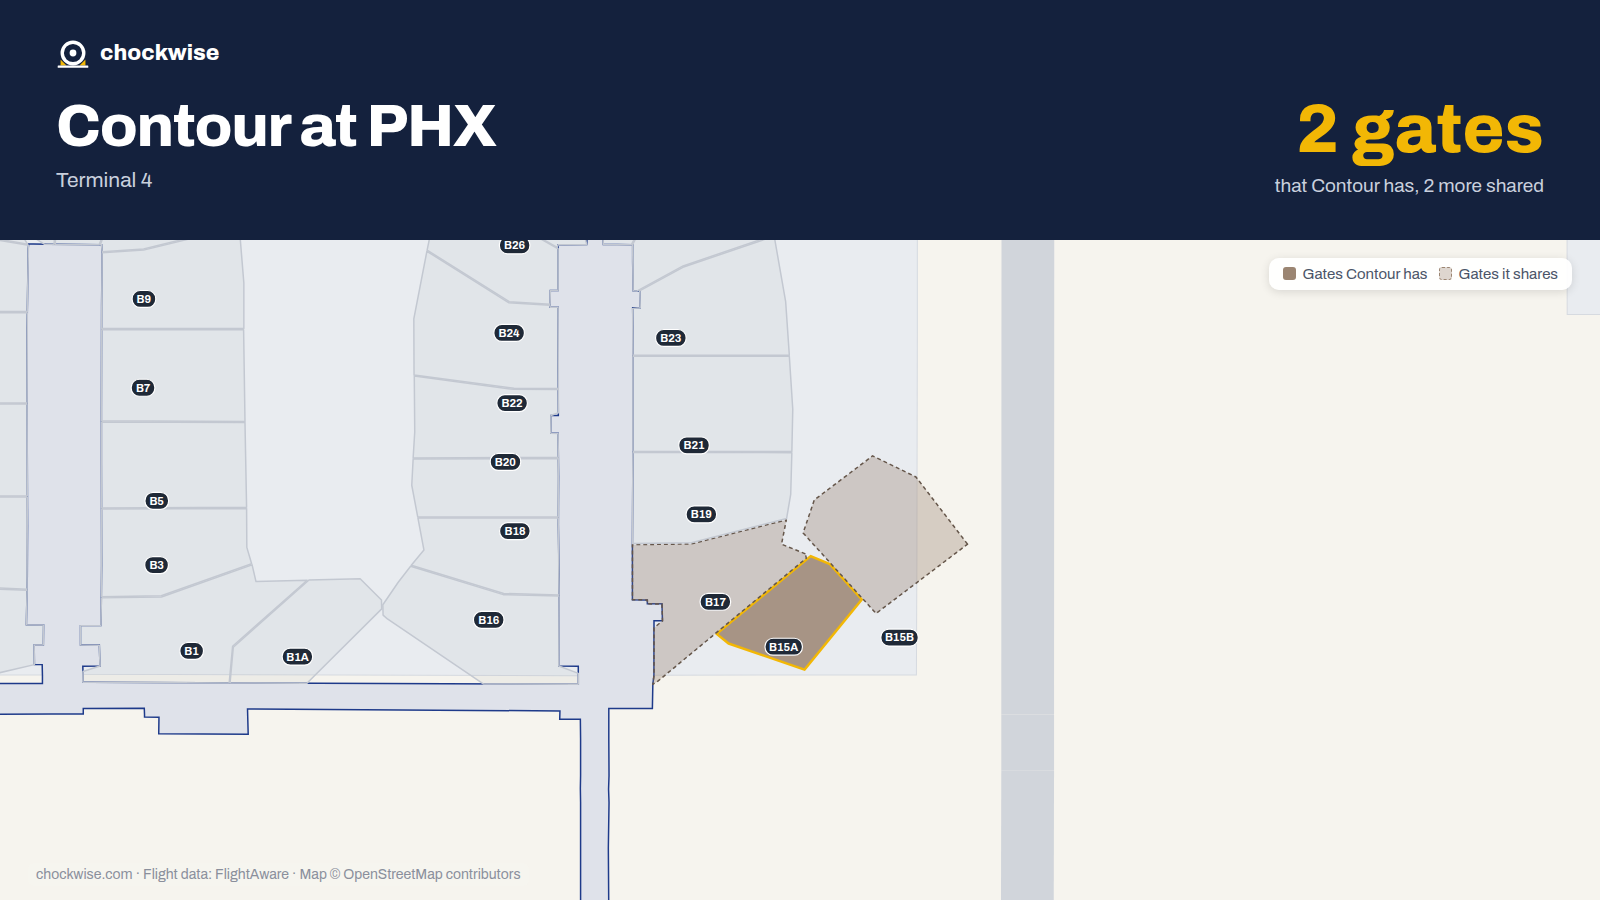 chockwise
Contour at PHX
Terminal 4
2 gates
that Contour has, 2 more shared
Gates Contour has
Gates it shares
B26
B9
B24
B23
B7
B22
B21
B20
B5
B19
B18
B3
B17
B16
B15B
B15A
B1
B1A
chockwise.com · Flight data: FlightAware · Map © OpenStreetMap contributors